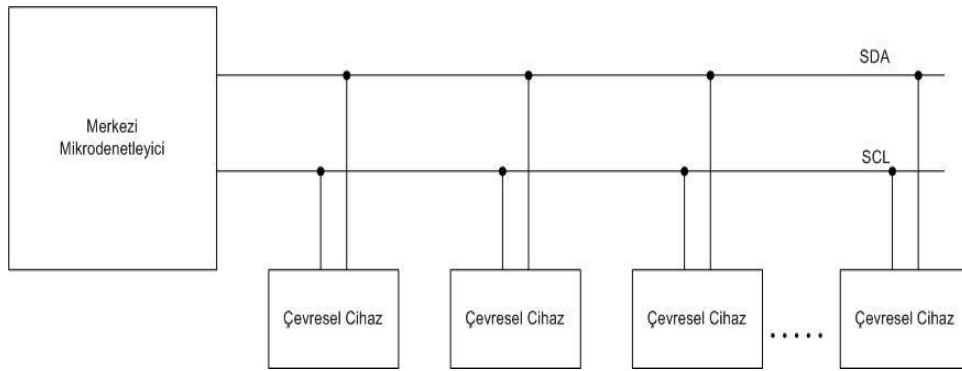 SDA
Merkezi
Mikrodenetleyici
SCL
Çevresel Cihaz
Çevresel Cihaz
Çevresel Cihaz
Çevresel Cihaz